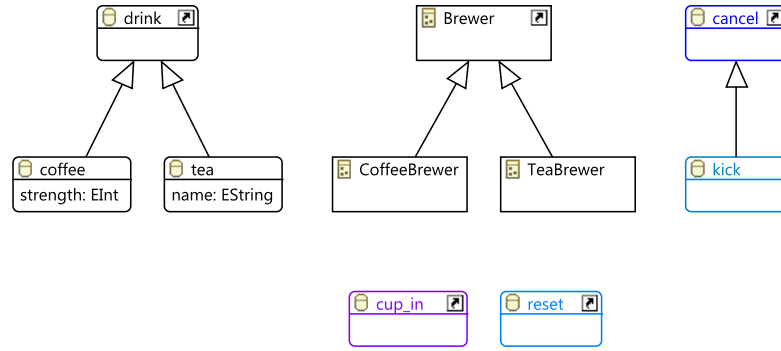 drink
Brewer
cancel
coffee
strength: EInt
tea
name: EString
CoffeeBrewer
TeaBrewer
kick
cup_in
reset